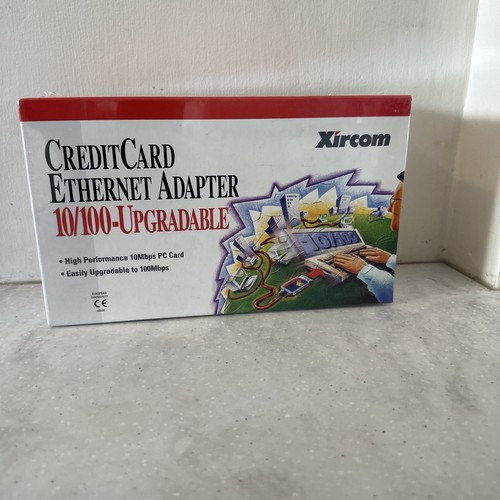 Xircom
CREDITCARD
ETHERNET ADAPTER
10/100-UPGRADABLE
• High Performance 10Mbps PC Card
• Easily Upgradable to 100Mbps
CE